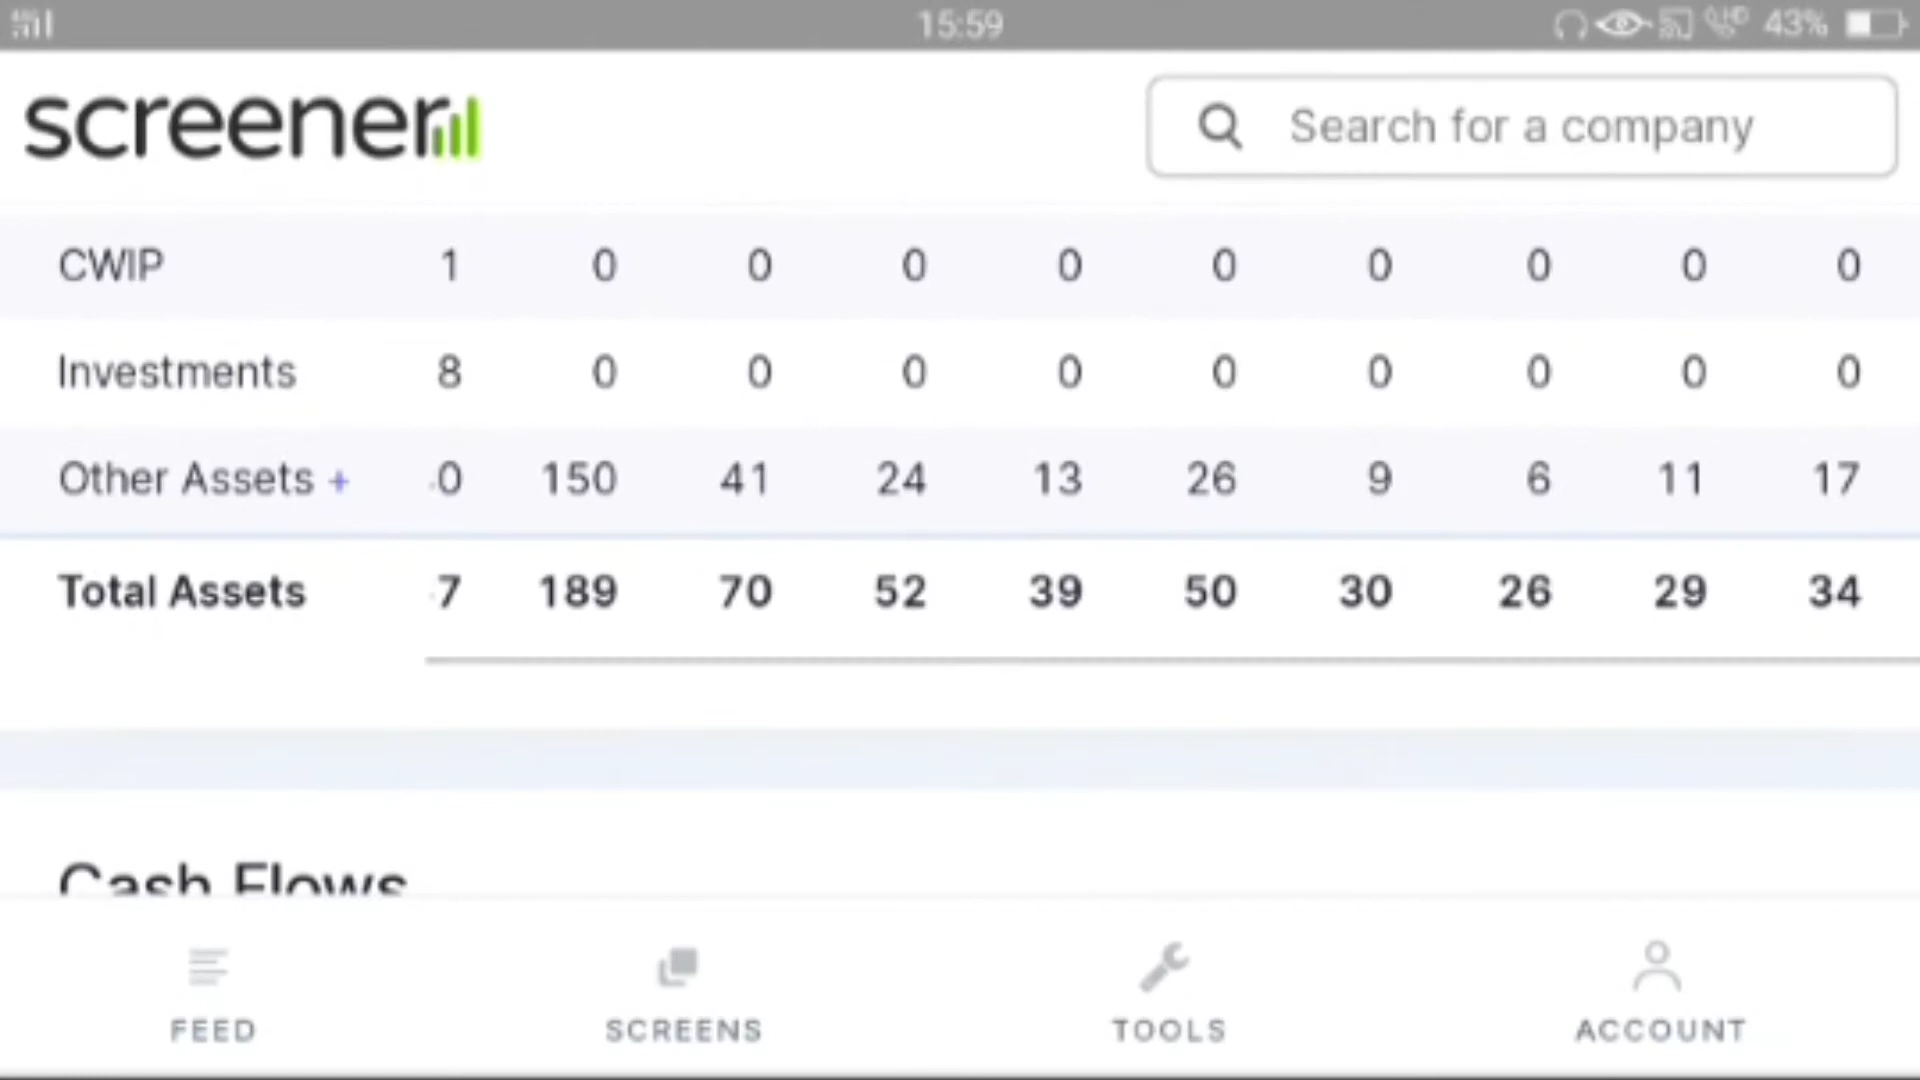 15:59 43%
screener
Search for a company
CWIP 1 0 0 0 0 0 0 0 0 0
Investments 8 0 0 0 0 0 0 0 0 0
Other Assets + 0 150 41 24 13 26 9 6 11 17
Total Assets 7 189 70 52 39 50 30 26 29 34
Cash Flows
FEED SCREENS TOOLS ACCOUNT